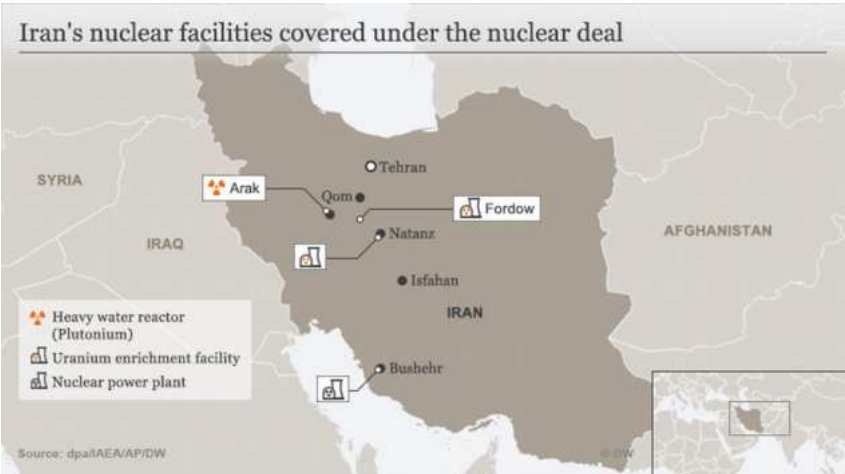 Iran's nuclear facilities covered under the nuclear deal
Tehran
SYRIA
Arak
Qom
Fordow
AFGHANISTAN
IRAQ
Natanz
Isfahan
IRAN
Heavy water reactor
(Plutonium)
Uranium enrichment facility
Nuclear power plant
Bushehr
Source: dpa/IAEA/AP/DW
© DW